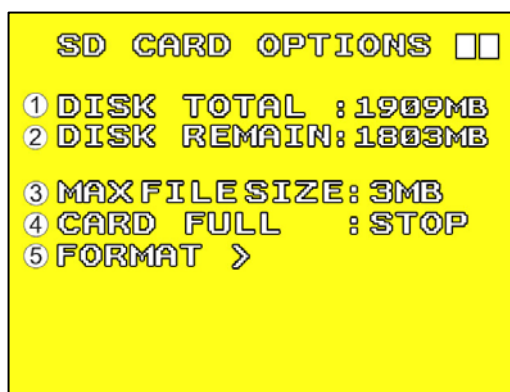 SD CARD OPTIONS
① DISK TOTAL :1909MB
② DISK REMAIN:1803MB
③ MAX FILE SIZE: 3MB
④ CARD FULL :STOP
⑤ FORMAT >